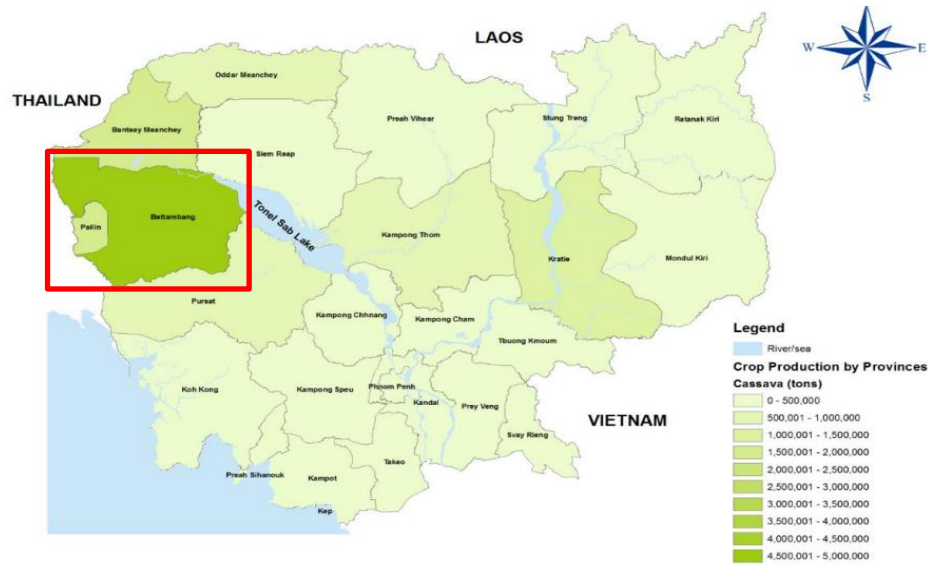 LAOS
W
E
S
Oddar Meanchey
THAILAND
Preah Vihear
Stung Treng
Ratanak Kiri
Banteay Meanchey
Siem Reap
Tonel Sab Lake
Battambang
Pailin
Kampong Thom
Kratie
Mondul Kiri
Pursat
Kampong Chhnang
Kampong Cham
Tbuong Kmoum
Koh Kong
Kampong Speu
Phnom Penh
Kandal
Prey Veng
VIETNAM
Svay Rieng
Takeo
Preah Sihanouk
Kampot
Kep
Legend
River/sea
Crop Production by Provinces
Cassava (tons)
0 - 500,000
500,001 - 1,000,000
1,000,001 - 1,500,000
1,500,001 - 2,000,000
2,000,001 - 2,500,000
2,500,001 - 3,000,000
3,000,001 - 3,500,000
3,500,001 - 4,000,000
4,000,001 - 4,500,000
4,500,001 - 5,000,000